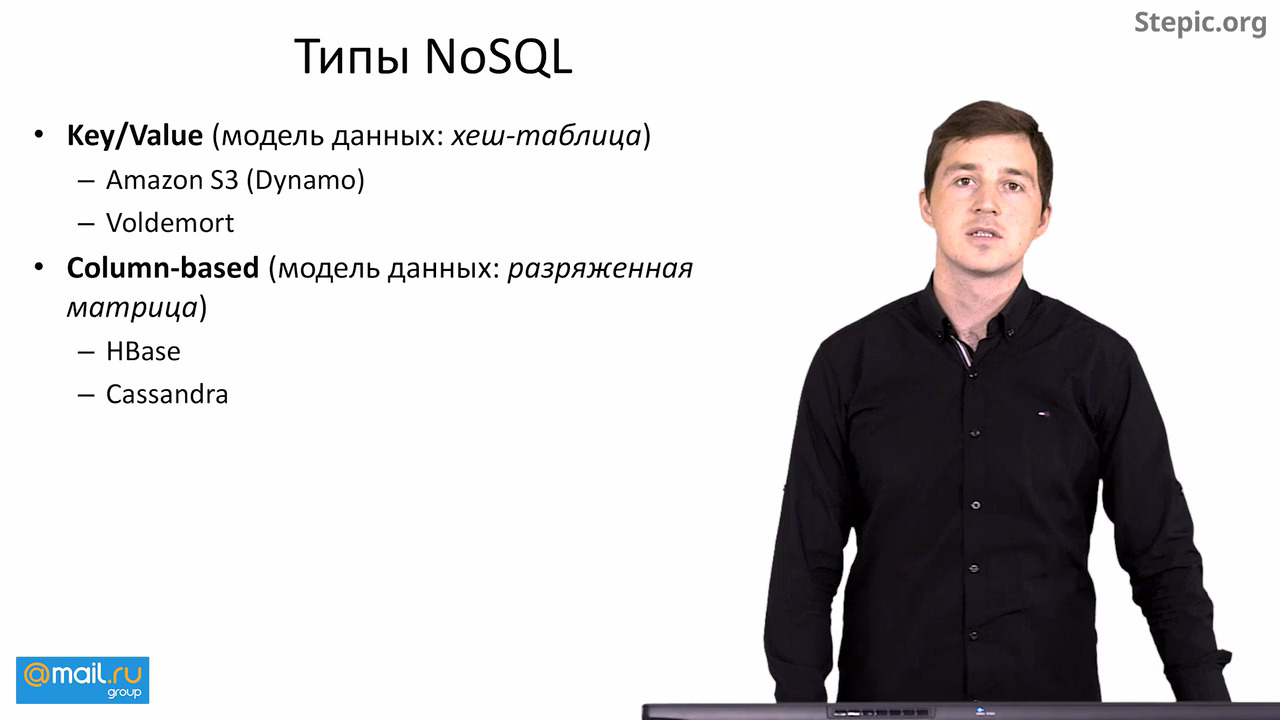 Stepic.org
Типы NoSQL
• Key/Value (модель данных: хеш-таблица)
– Amazon S3 (Dynamo)
– Voldemort
• Column-based (модель данных: разряженная
матрица)
– HBase
– Cassandra
@mail.ru
group